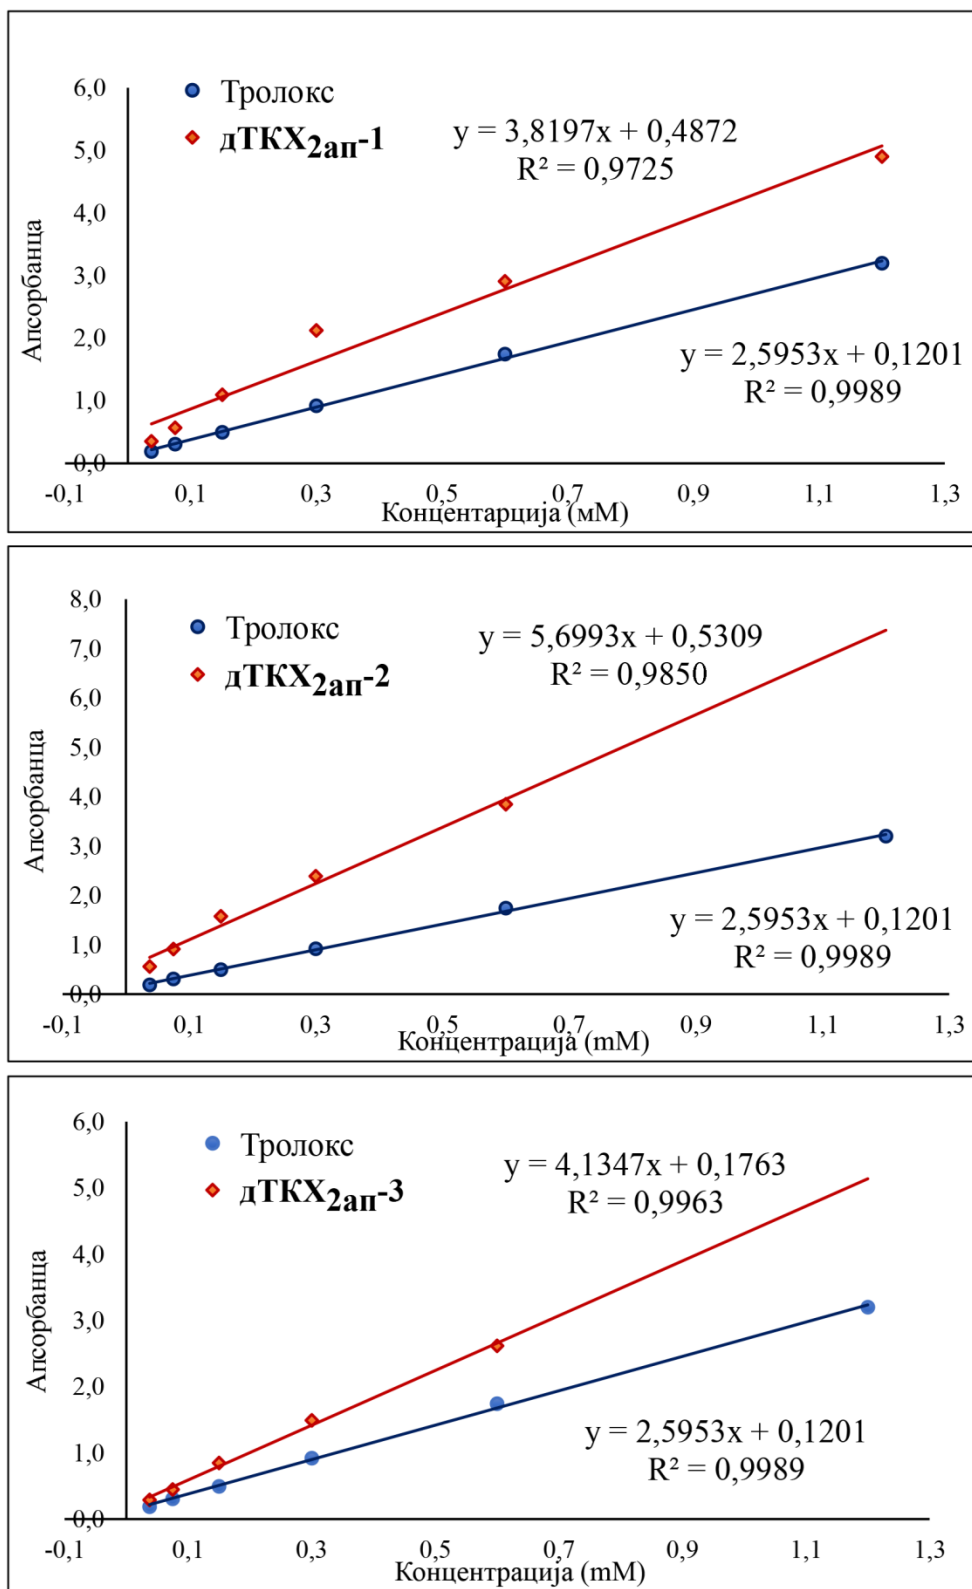 6,0
5,0
4,0
3,0
2,0
1,0
0,0
Апсорбанца
Тролокс
дТКХ2ап-1
y = 3,8197x + 0,4872
R² = 0,9725
y = 2,5953x + 0,1201
R² = 0,9989
-0,1 0,1 0,3 0,5 0,7 0,9 1,1 1,3
Концентарција (мМ)
8,0
7,0
6,0
5,0
4,0
3,0
2,0
1,0
0,0
Апсорбанца
Тролокс
дТКХ2ап-2
y = 5,6993x + 0,5309
R² = 0,9850
y = 2,5953x + 0,1201
R² = 0,9989
-0,1 0,1 0,3 0,5 0,7 0,9 1,1 1,3
Концентрација (mM)
6,0
5,0
4,0
3,0
2,0
1,0
0,0
Апсорбанца
Тролокс
дТКХ2ап-3
y = 4,1347x + 0,1763
R² = 0,9963
y = 2,5953x + 0,1201
R² = 0,9989
-0,1 0,1 0,3 0,5 0,7 0,9 1,1 1,3
Концентрација (mM)